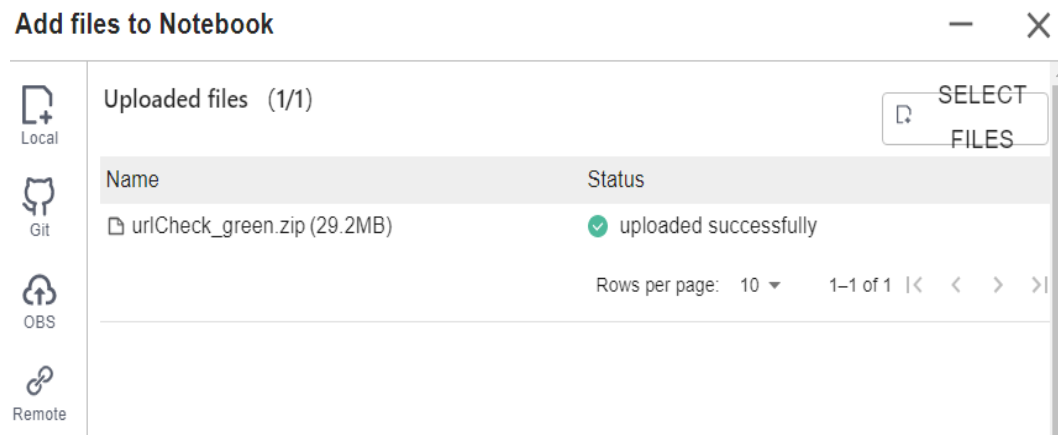 Add files to Notebook
Local
Git
OBS
Remote
Uploaded files (1/1)
SELECT
FILES
Name Status
urlCheck_green.zip (29.2MB) uploaded successfully
Rows per page: 10 1–1 of 1